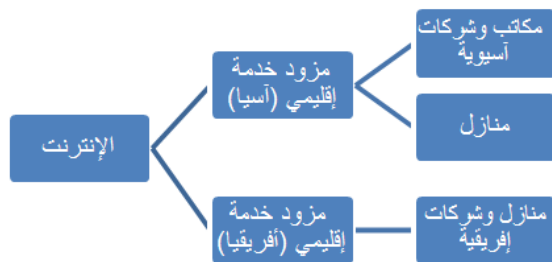 الإنترنت
مزود خدمة
إقليمي (آسيا)
مكاتب وشركات
آسيوية
منازل
مزود خدمة
إقليمي (أفريقيا)
منازل وشركات
إفريقية